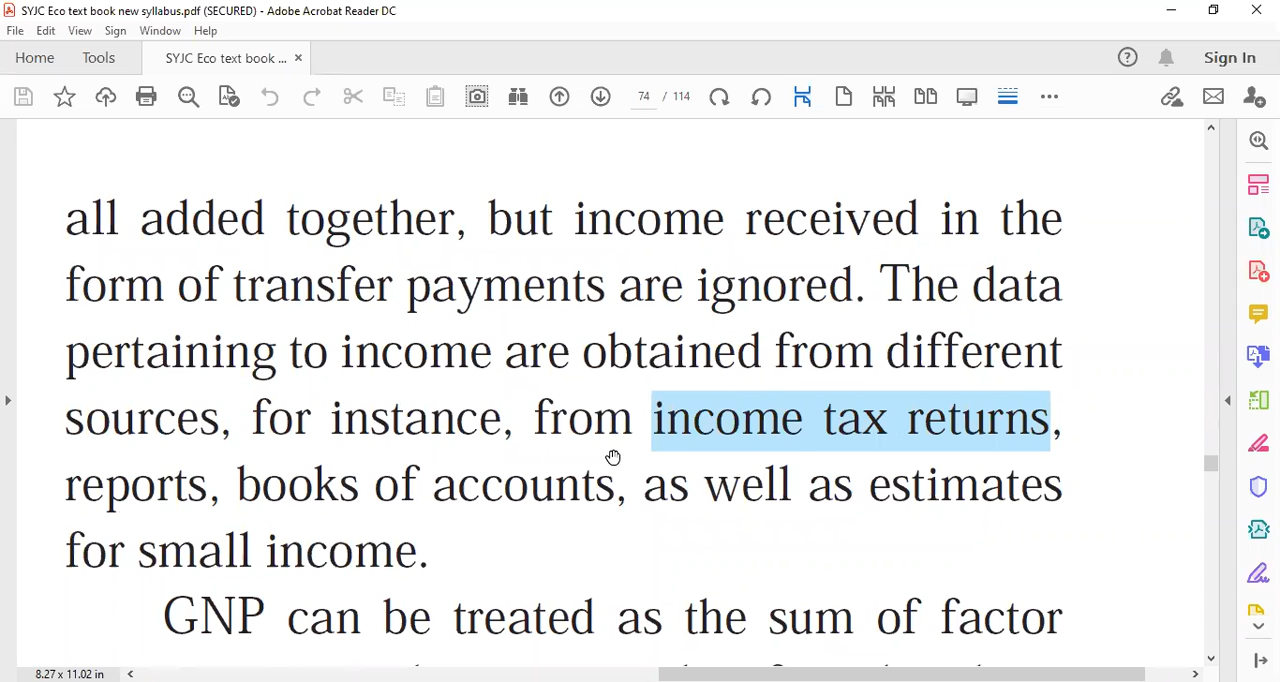 SYJC Eco text book new syllabus.pdf (SECURED) - Adobe Acrobat Reader DC
File Edit View Sign Window Help
Home Tools SYJC Eco text book ... × Sign In
74 / 114
all added together, but income received in the
form of transfer payments are ignored. The data
pertaining to income are obtained from different
sources, for instance, from income tax returns,
reports, books of accounts, as well as estimates
for small income.
GNP can be treated as the sum of factor
8.27 x 11.02 in